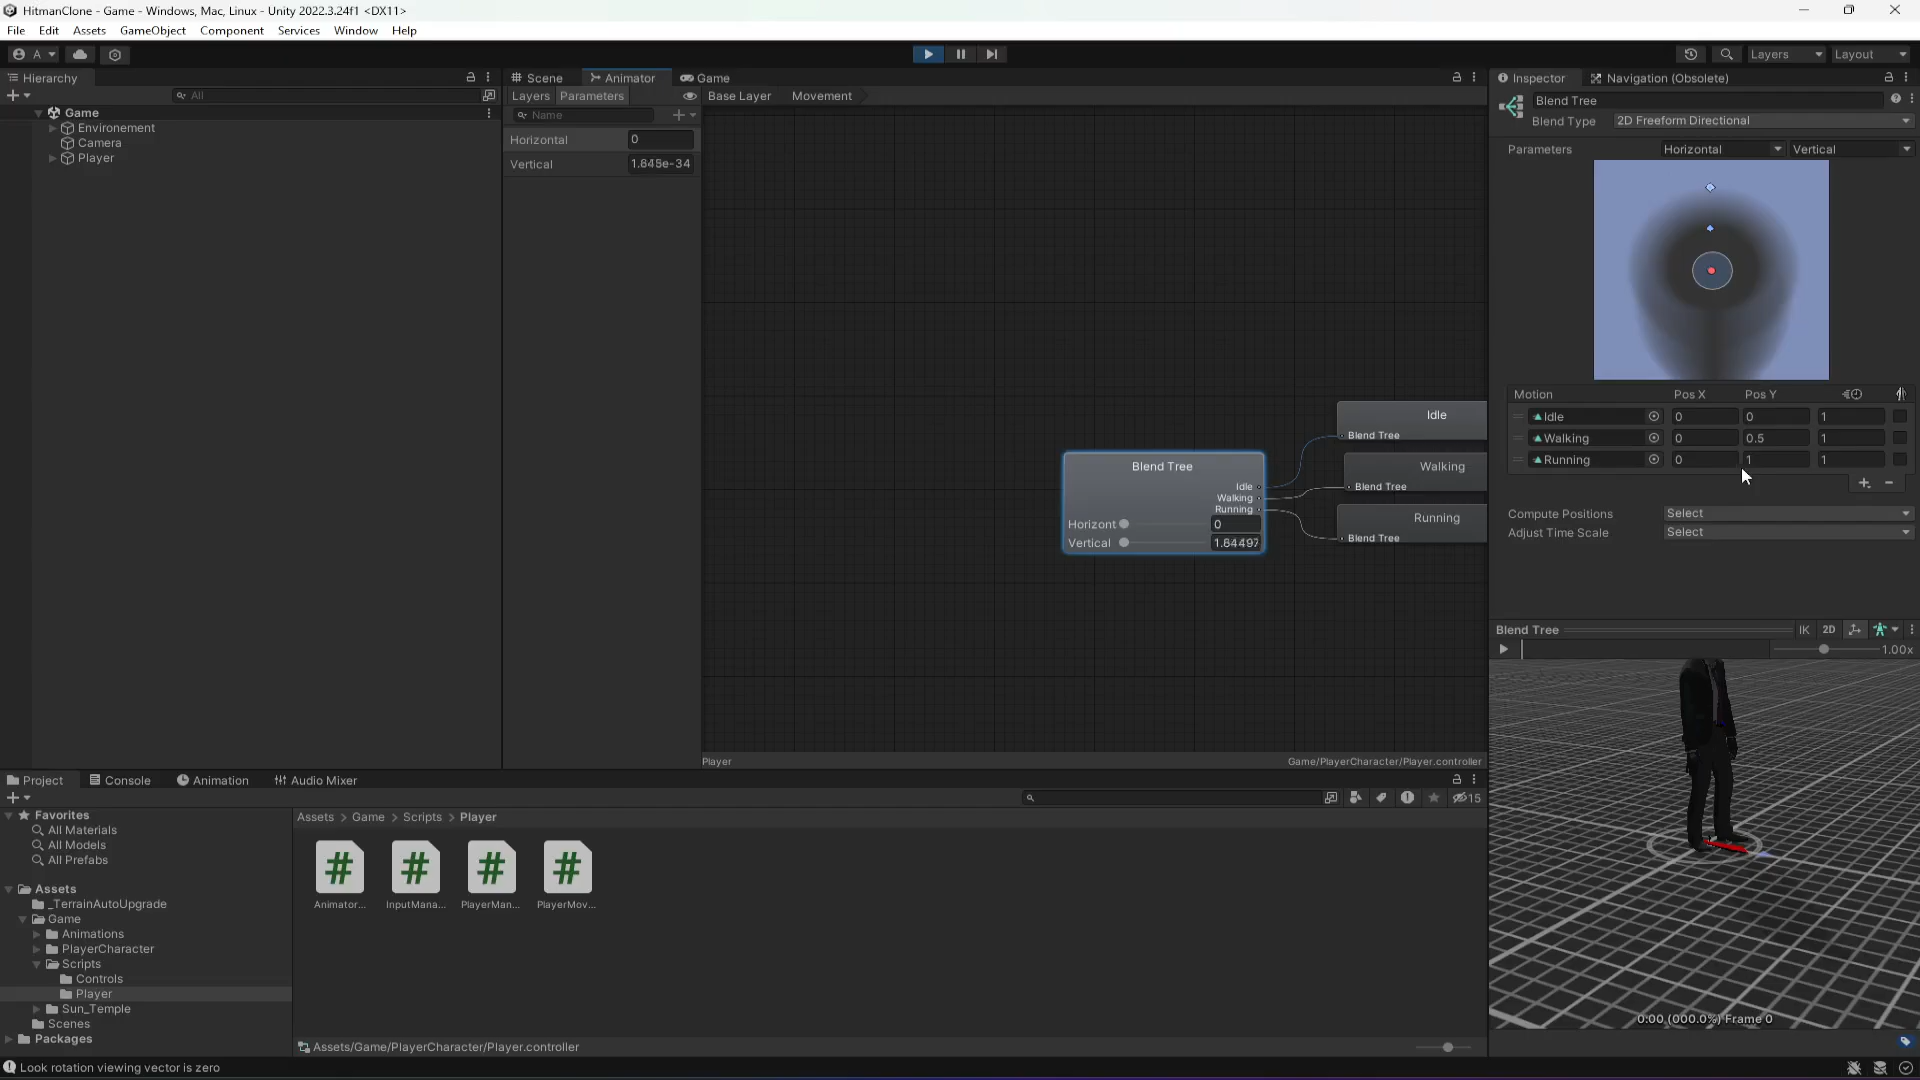 HitmanClone - Game - Windows, Mac, Linux - Unity 2022.3.24f1 <DX11>
File Edit Assets GameObject Component Services Window Help
A
Layers Layout
Hierarchy
All
Game
Environement
Camera
Player
Scene Animator Game
Layers Parameters Base Layer Movement
Name
Horizontal 0
Vertical 1.645e-34
Blend Tree
Idle
Walking
Running
Horizont 0
Vertical 1.64497
Idle
Blend Tree
Walking
Blend Tree
Running
Blend Tree
Player Game/PlayerCharacter/Player.controller
Inspector Navigation (Obsolete)
Blend Tree
Blend Type 2D Freeform Directional
Parameters Horizontal Vertical
Motion Pos X Pos Y
Idle 0 0 1
Walking 0 0.5 1
Running 0 1 1
Compute Positions Select
Adjust Time Scale Select
Blend Tree IK 2D
1.00x
0:00 (000.0%) Frame 0
Project Console Animation Audio Mixer
15
Favorites
All Materials
All Models
All Prefabs
Assets
_TerrainAutoUpgrade
Game
Animations
PlayerCharacter
Scripts
Controls
Player
Sun_Temple
Scenes
Packages
Assets > Game > Scripts > Player
Animator... InputMana... PlayerMan... PlayerMov...
Assets/Game/PlayerCharacter/Player.controller
Look rotation viewing vector is zero